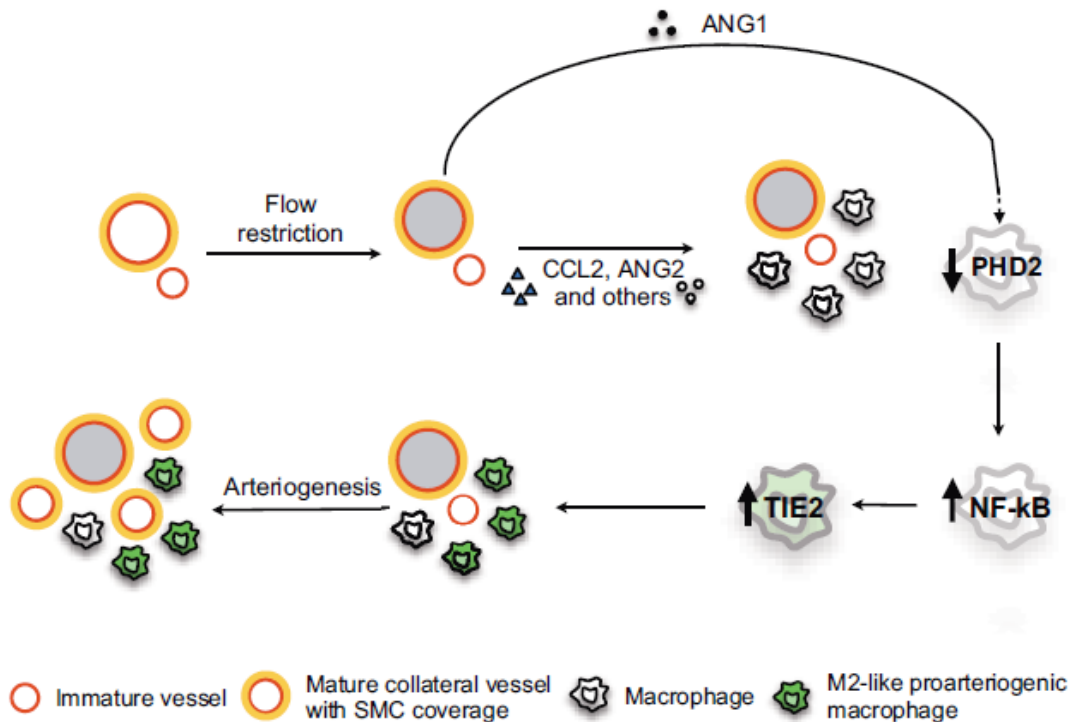 ANG1
Flow
restriction
CCL2, ANG2
and others
PHD2
Arteriogenesis
TIE2
NF-kB
Immature vessel
Mature collateral vessel
with SMC coverage
Macrophage
M2-like proarteriogenic
macrophage